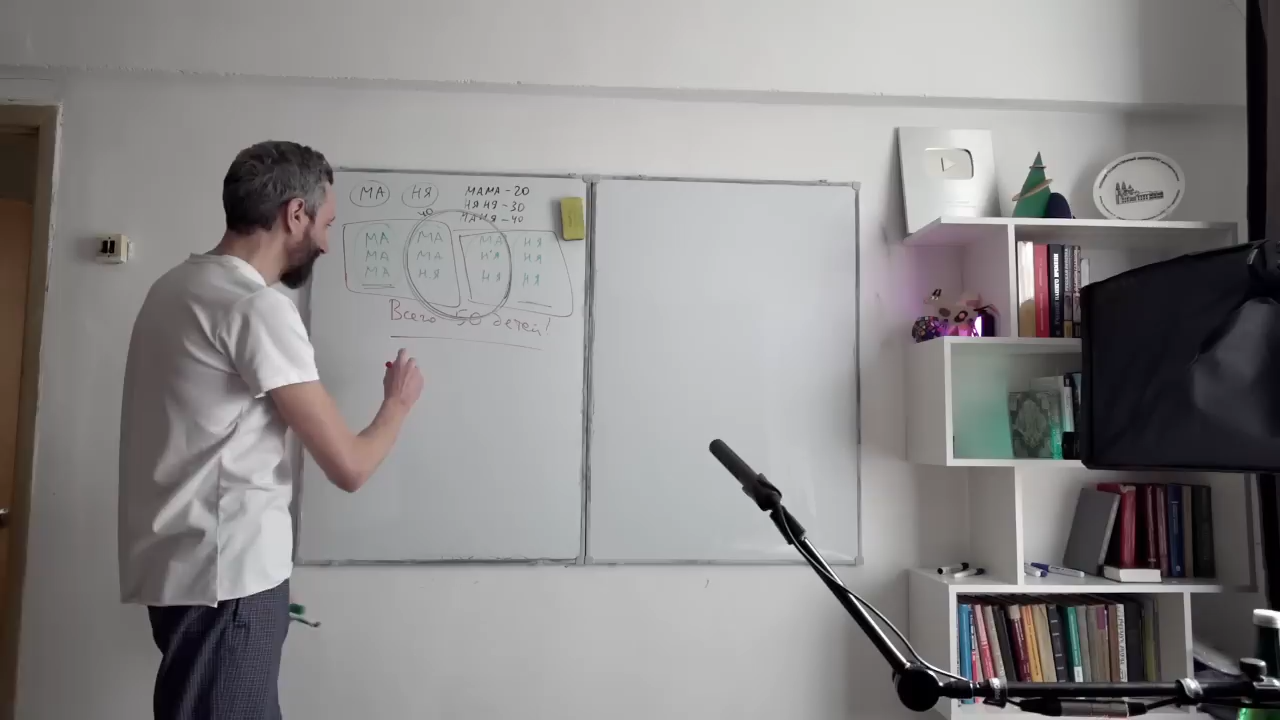 МА НЯ МАМА – 20
НЯНЯ – 30
40 МАНЯ – 40
МА МА МА НЯ
МА МА НЯ НЯ
МА НЯ НЯ НЯ
Всего 50 детей!